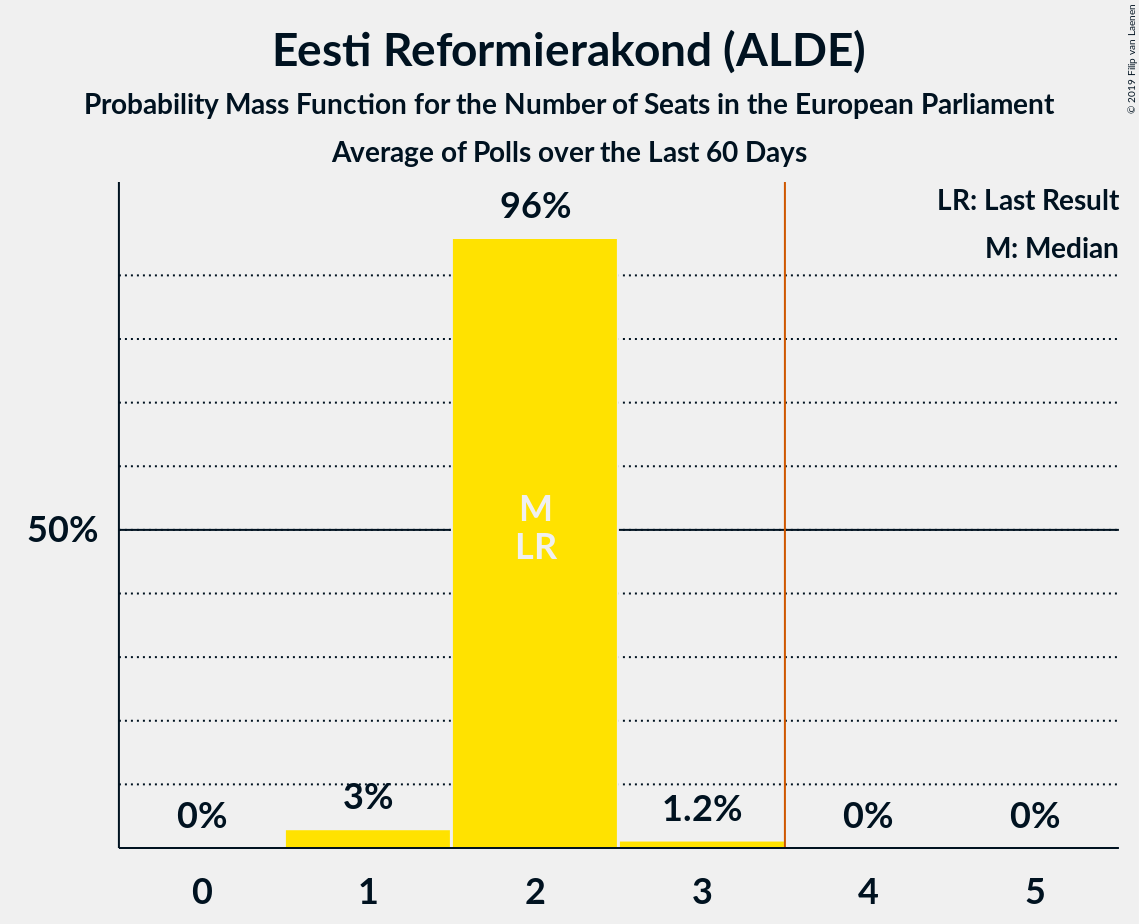 Eesti Reformierakond (ALDE)
Probability Mass Function for the Number of Seats in the European Parliament
Average of Polls over the Last 60 Days
© 2019 Filip van Laenen
LR: Last Result
M: Median
96%
M
LR
50%
0%
3%
1.2%
0%
0%
0
1
2
3
4
5